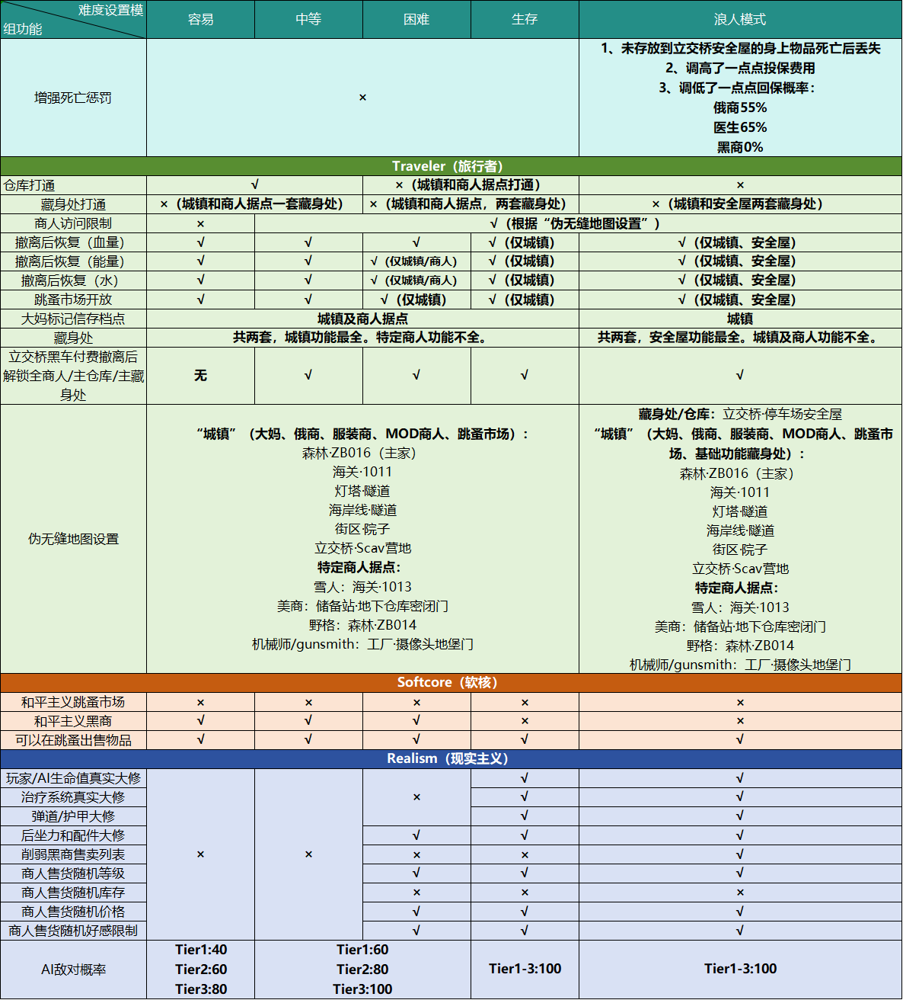 难度设置模
组功能
容易
中等
困难
生存
浪人模式
增强死亡惩罚
×
1、未存放到立交桥安全屋的身上物品死亡后丢失
2、调高了一点点投保费用
3、调低了一点点回保概率：
俄商55%
医生65%
黑商0%
Traveler（旅行者）
仓库打通
√
×（城镇和商人据点打通）
×
藏身处打通
×（城镇和商人据点一套藏身处）
×（城镇和商人据点，两套藏身处）
×（城镇和安全屋两套藏身处）
商人访问限制
×
√（根据“伪无缝地图设置”）
撤离后恢复（血量）
√
√
√
√（仅城镇）
√（仅城镇、安全屋）
撤离后恢复（能量）
√
√
√（仅城镇/商人）
√（仅城镇）
√（仅城镇、安全屋）
撤离后恢复（水）
√
√
√（仅城镇/商人）
√（仅城镇）
√（仅城镇、安全屋）
跳蚤市场开放
√
√
√（仅城镇）
√（仅城镇）
√（仅城镇、安全屋）
大妈标记信存档点
城镇及商人据点
城镇
藏身处
共两套，城镇功能最全。特定商人功能不全。
共两套，安全屋功能最全。城镇及商人功能不全。
立交桥黑车付费撤离后
解锁全商人/主仓库/主藏
身处
无
√
√
√
√
伪无缝地图设置
“城镇”（大妈、俄商、服装商、MOD商人、跳蚤市场）：
森林·ZB016（主家）
海关·1011
灯塔·隧道
海岸线·隧道
街区·院子
立交桥·Scav营地
特定商人据点：
雪人：海关·1013
美商：储备站·地下仓库密闭门
野格：森林·ZB014
机械师/gunsmith：工厂·摄像头地堡门
藏身处/仓库：立交桥·停车场安全屋
“城镇”（大妈、俄商、服装商、MOD商人、跳蚤市
场、基础功能藏身处）：
森林·ZB016（主家）
海关·1011
灯塔·隧道
海岸线·隧道
街区·院子
立交桥·Scav营地
特定商人据点：
雪人：海关·1013
美商：储备站·地下仓库密闭门
野格：森林·ZB014
机械师/gunsmith：工厂·摄像头地堡门
Softcore（软核）
和平主义跳蚤市场
×
×
×
×
×
和平主义黑商
√
√
√
×
×
可以在跳蚤出售物品
√
√
√
√
√
Realism（现实主义）
玩家/AI生命值真实大修
×
×
×
√
√
治疗系统真实大修
√
√
弹道/护甲大修
√
√
后坐力和配件大修
√
√
√
削弱黑商售卖列表
×
×
√
商人售货随机等级
√
√
√
商人售货随机库存
×
×
×
商人售货随机价格
√
√
√
商人售货随机好感限制
√
√
√
AI敌对概率
Tier1:40
Tier2:60
Tier3:80
Tier1:60
Tier2:80
Tier3:100
Tier1-3:100
Tier1-3:100